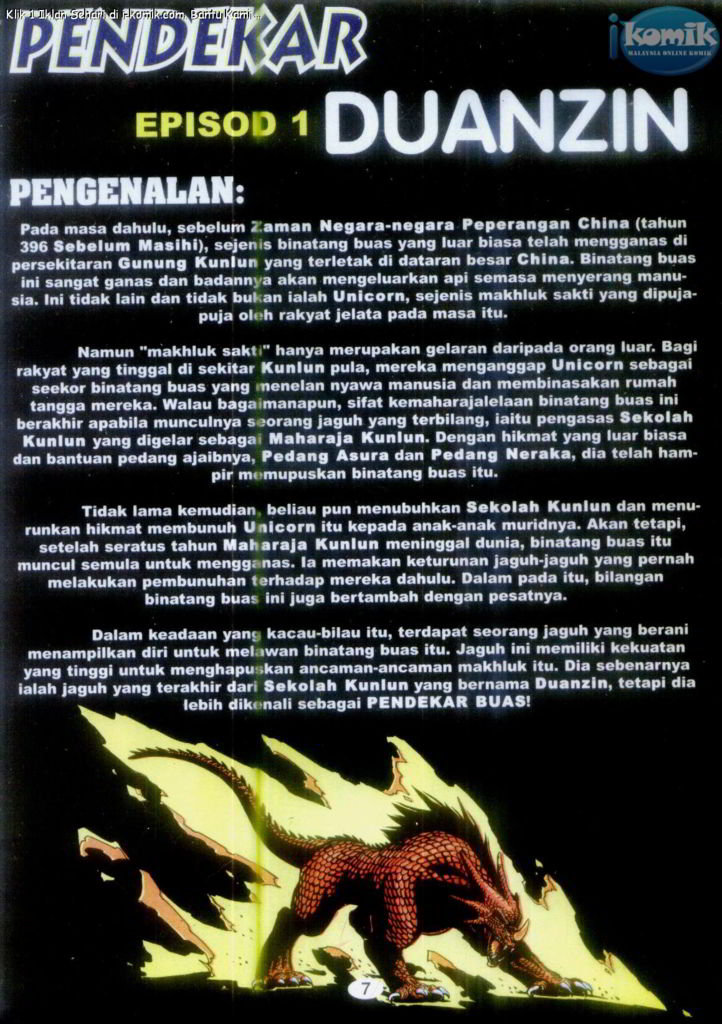 Klik 1 Iklan Sehari di i-komik.com, Bantu Kami ...
PENDEKAR
ikomik
MALAYSIA ONLINE KOMIK
EPISOD 1 DUANZIN
PENGENALAN:
Pada masa dahulu, sebelum Zaman Negara-negara Peperangan China (tahun
396 Sebelum Masihi), sejenis binatang buas yang luar biasa telah mengganas di
persekitaran Gunung Kunlun yang terletak di dataran besar China. Binatang buas
ini sangat ganas dan badannya akan mengeluarkan api semasa menyerang manu-
sia. Ini tidak lain dan tidak bukan ialah Unicorn, sejenis makhluk sakti yang dipuja-
puja oleh rakyat jelata pada masa itu.
Namun "makhluk sakti" hanya merupakan gelaran daripada orang luar. Bagi
rakyat yang tinggal di sekitar Kunlun pula, mereka menganggap Unicorn sebagai
seekor binatang buas yang menelan nyawa manusia dan membinasakan rumah
tangga mereka. Walau bagaimanapun, sifat kemaharajalelaan binatang buas ini
berakhir apabila munculnya seorang jaguh yang terbilang, iaitu pengasas Sekolah
Kunlun yang digelar sebagai Maharaja Kunlun. Dengan hikmat yang luar biasa
dan bantuan pedang ajaibnya, Pedang Asura dan Pedang Neraka, dia telah ham-
pir memupuskan binatang buas itu.
Tidak lama kemudian, beliau pun menubuhkan Sekolah Kunlun dan menu-
runkan hikmat membunuh Unicorn itu kepada anak-anak muridnya. Akan tetapi,
setelah seratus tahun Maharaja Kunlun meninggal dunia, binatang buas itu
muncul semula untuk mengganas. Ia memakan keturunan jaguh-jaguh yang pernah
melakukan pembunuhan terhadap mereka dahulu. Dalam pada itu, bilangan
binatang buas ini juga bertambah dengan pesatnya.
Dalam keadaan yang kacau-bilau itu, terdapat seorang jaguh yang berani
menampilkan diri untuk melawan binatang buas itu. Jaguh ini memiliki kekuatan
yang tinggi untuk menghapuskan ancaman-ancaman makhluk itu. Dia sebenarnya
ialah jaguh yang terakhir dari Sekolah Kunlun yang bernama Duanzin, tetapi dia
lebih dikenali sebagai PENDEKAR BUAS!
7